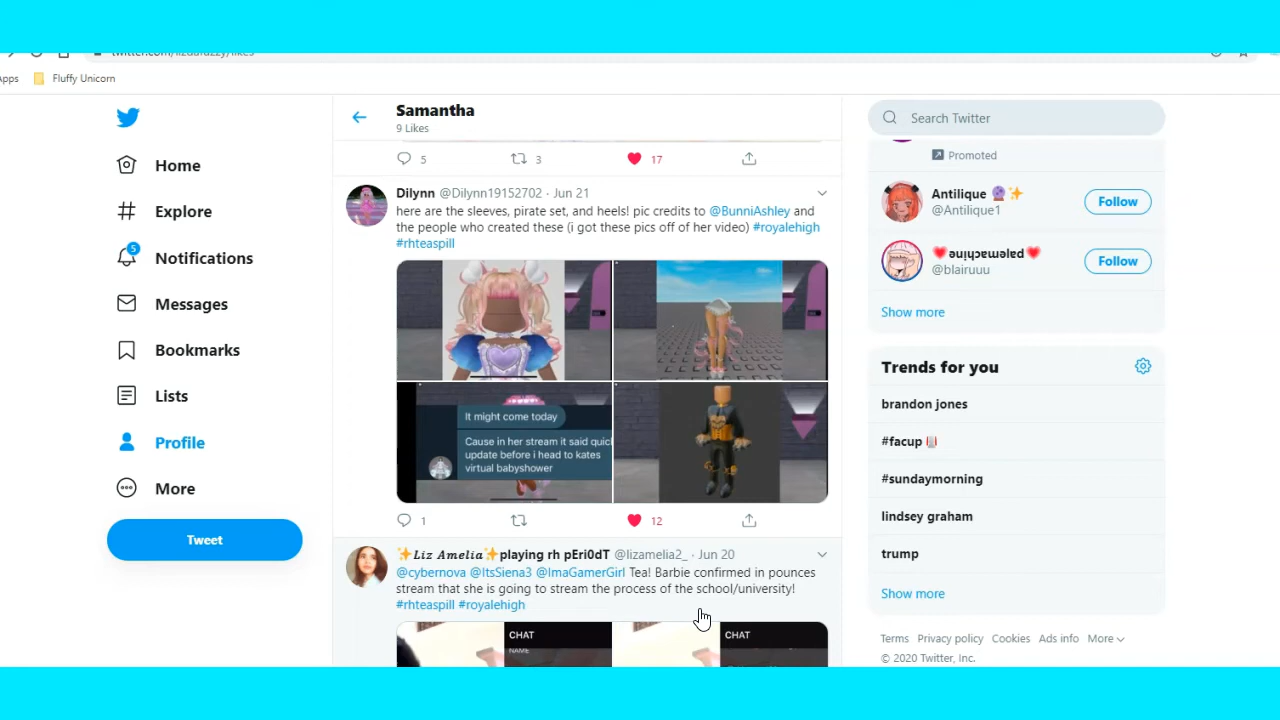 Apps
Fluffy Unicorn
Home
Explore
5
Notifications
Messages
Bookmarks
Lists
Profile
More
Tweet
Samantha
9 Likes
5
3
17
Dilynn @Dilynn19152702 · Jun 21
here are the sleeves, pirate set, and heels! pic credits to @BunniAshley and
the people who created these (i got these pics off of her video) #royalehigh
#rhteaspill
It might come today
Cause in her stream it said quick
update before i head to kates
virtual babyshower
1
12
✨Liz Amelia✨playing rh pEri0dT @lizamelia2_ · Jun 20
@cybernova @ItsSiena3 @ImaGamerGirl Tea! Barbie confirmed in pounces
stream that she is going to stream the process of the school/university!
#rhteaspill #royalehigh
CHAT
NAME
CHAT
Search Twitter
Promoted
Antilique 🔮✨
@Antilique1
Follow
@blairuuu
Follow
Show more
Trends for you
brandon jones
#facup
#sundaymorning
lindsey graham
trump
Show more
Terms Privacy policy Cookies Ads info More
© 2020 Twitter, Inc.